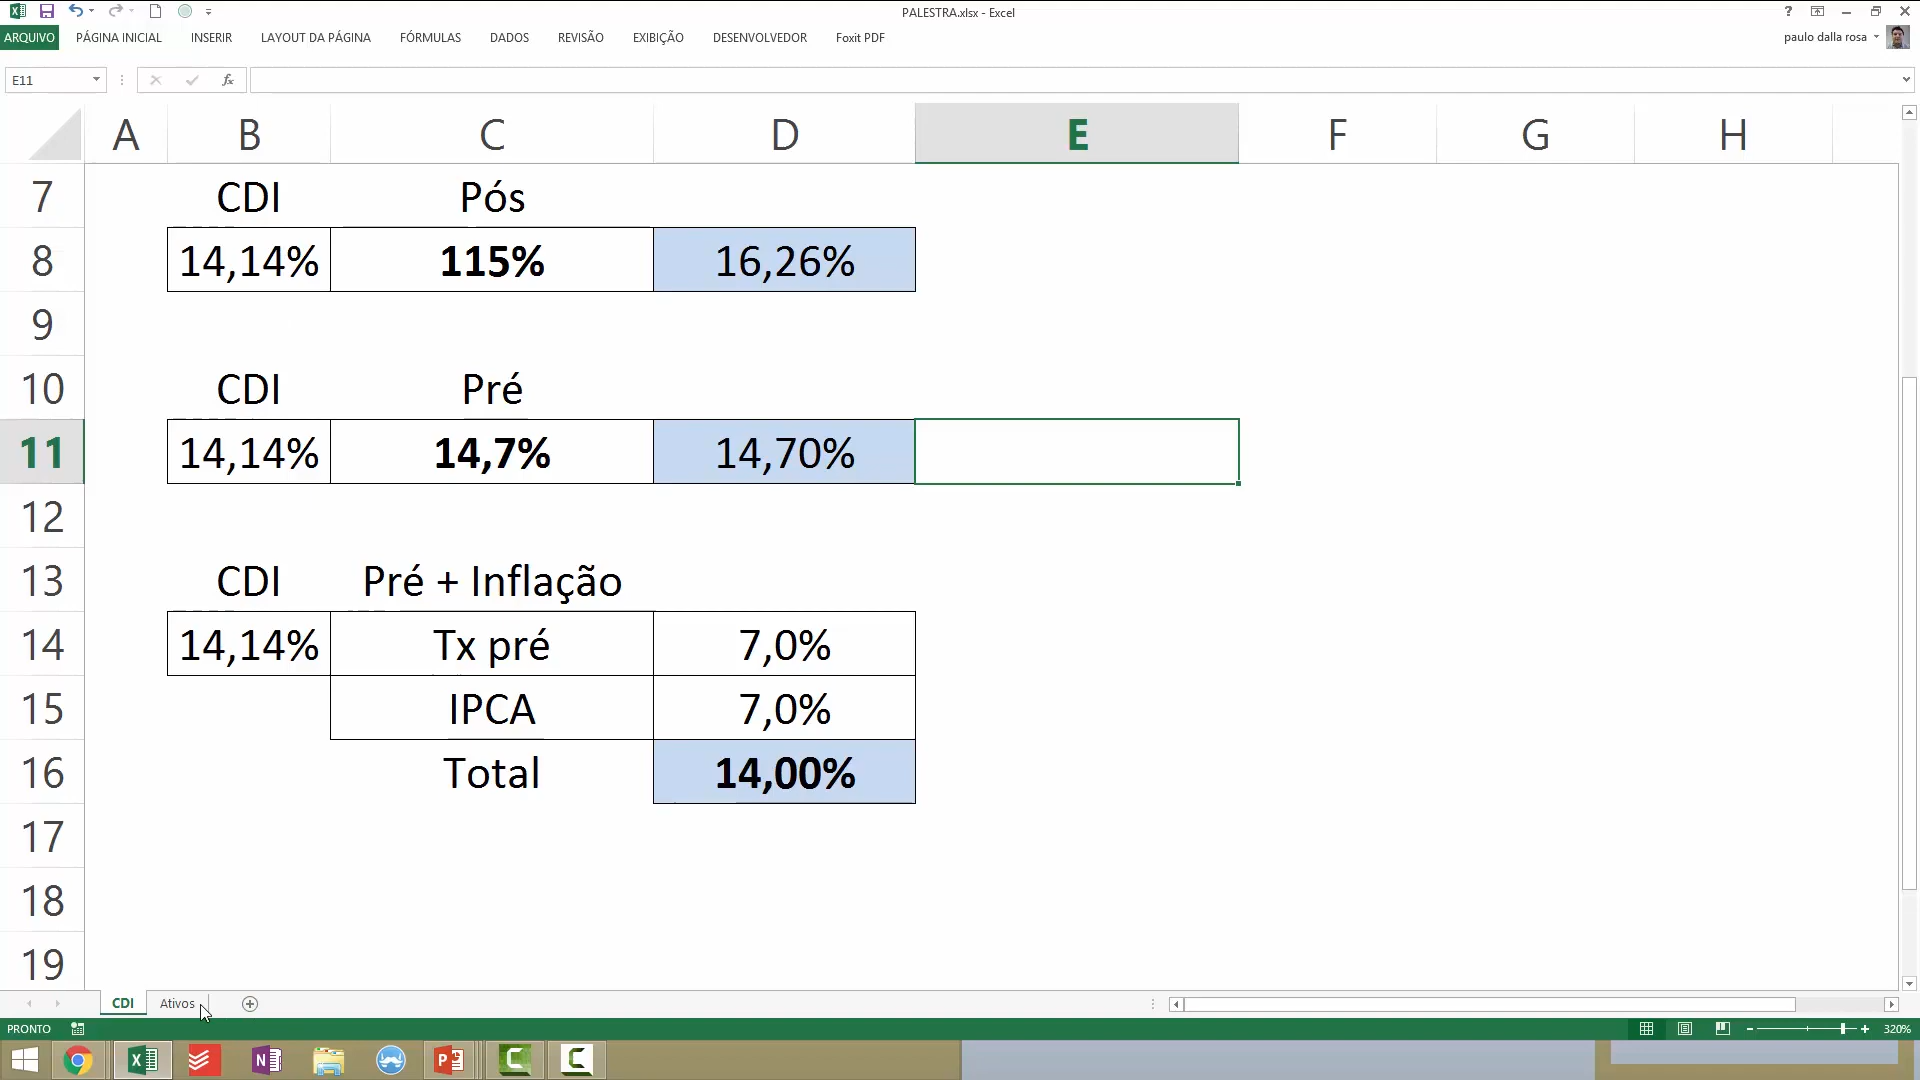 PALESTRA.xlsx - Excel
ARQUIVO PÁGINA INICIAL INSERIR LAYOUT DA PÁGINA FÓRMULAS DADOS REVISÃO EXIBIÇÃO DESENVOLVEDOR Foxit PDF paulo dalla rosa
E11 fx
A B C D E F G H
7 CDI Pós
8 14,14% 115% 16,26%
9
10 CDI Pré
11 14,14% 14,7% 14,70%
12
13 CDI Pré + Inflação
14 14,14% Tx pré 7,0%
15 IPCA 7,0%
16 Total 14,00%
17
18
19
CDI Ativos
PRONTO 320%